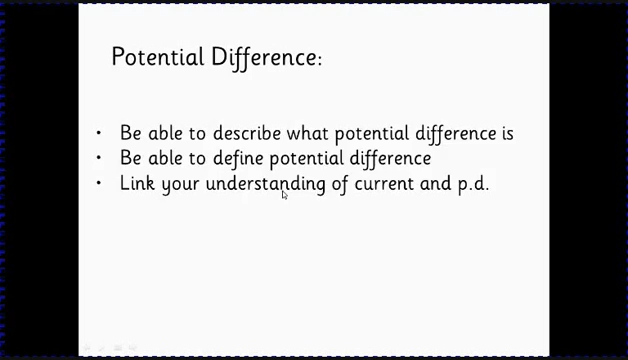 Potential Difference:
• Be able to describe what potential difference is
• Be able to define potential difference
• Link your understanding of current and p.d.